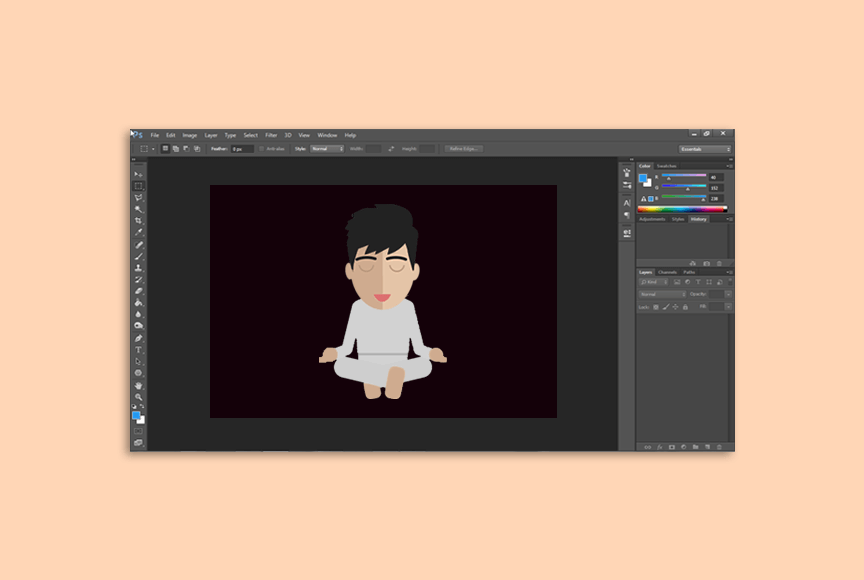 Ps File Edit Image Layer Type Select Filter 3D View Window Help
Feather: 0 px Anti-alias Style: Normal Width: Height: Refine Edge... Essentials
Color Swatches
R 46
G 152
B 238
Adjustments Styles History
Layers Channels Paths
Kind
Normal Opacity:
Lock: Fill: